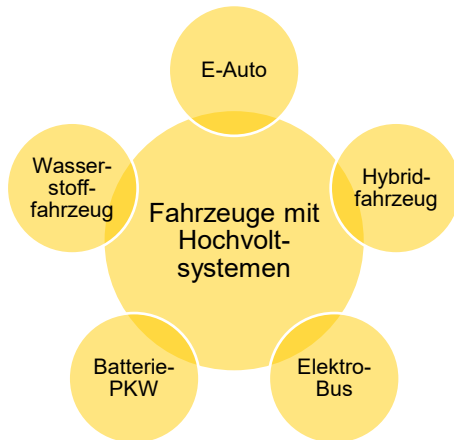 E-Auto
Wasser-
stoff-
fahrzeug
Hybrid-
fahrzeug
Fahrzeuge mit
Hochvolt-
systemen
Batterie-
PKW
Elektro-
Bus